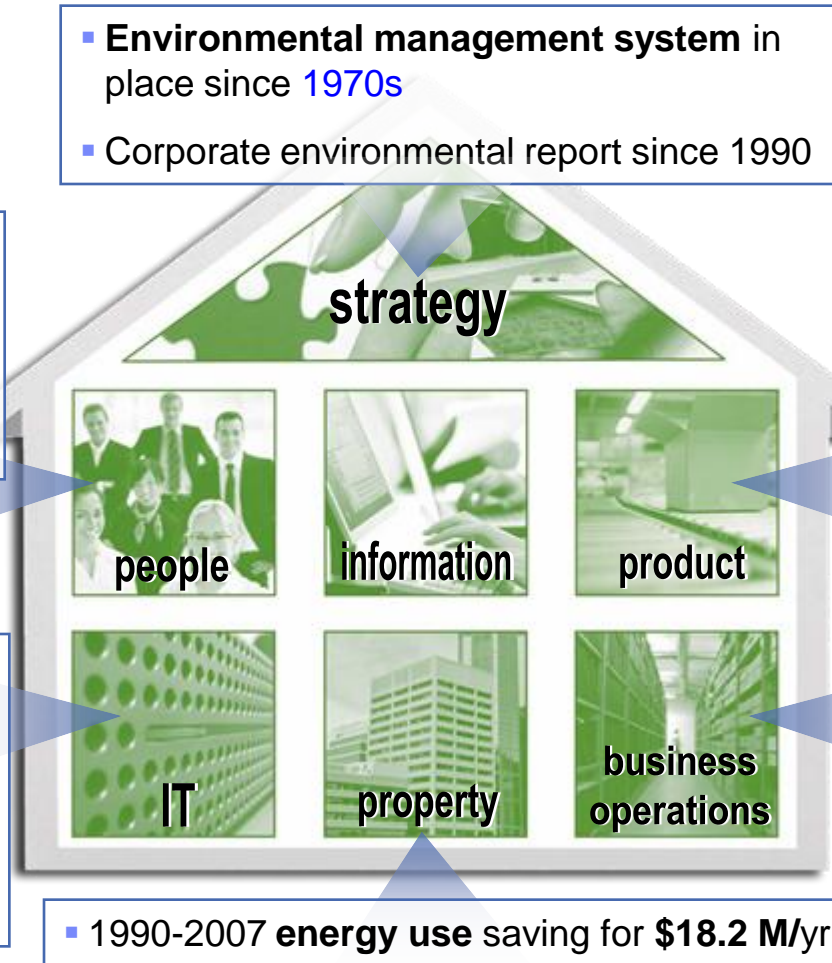 Environmental management system in
place since 1970s
Corporate environmental report since 1990
strategy
people
information
product
IT
property
business
operations
1990-2007 energy use saving for $18.2 M/yr